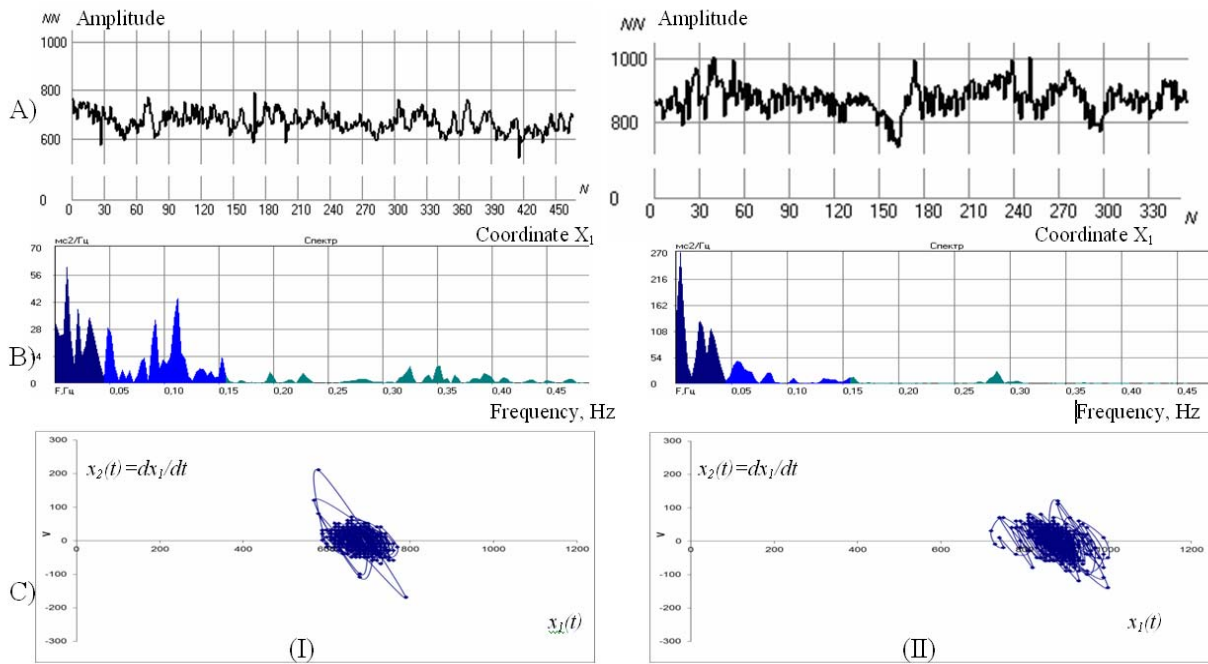 NN Amplitude
1000
800
600
0
0 30 60 90 120 150 180 210 240 270 300 330 360 390 420 450
N
Coordinate X1
A)
NN Amplitude
1000
800
0
0 30 60 90 120 150 180 210 240 270 300 330 N
Coordinate X1
мс2/Гц Спектр
70
56
42
28
14
0
F,Гц 0,05 0,10 0,15 0,20 0,25 0,30 0,35 0,40 0,45
Frequency, Hz
B)
мс2/Гц Спектр
270
216
162
108
54
0
F,Гц 0,05 0,10 0,15 0,20 0,25 0,30 0,35 0,40 0,45
Frequency, Hz
300
200
100
0
-100
-200
-300
x2(t)=dx1/dt
V
0 200 400 600 800 1000 1200
x1(t)
C)
(I)
300
200
100
0
-100
-200
-300
x2(t)=dx1/dt
V
0 200 400 600 800 1000 1200
x1(t)
(II)